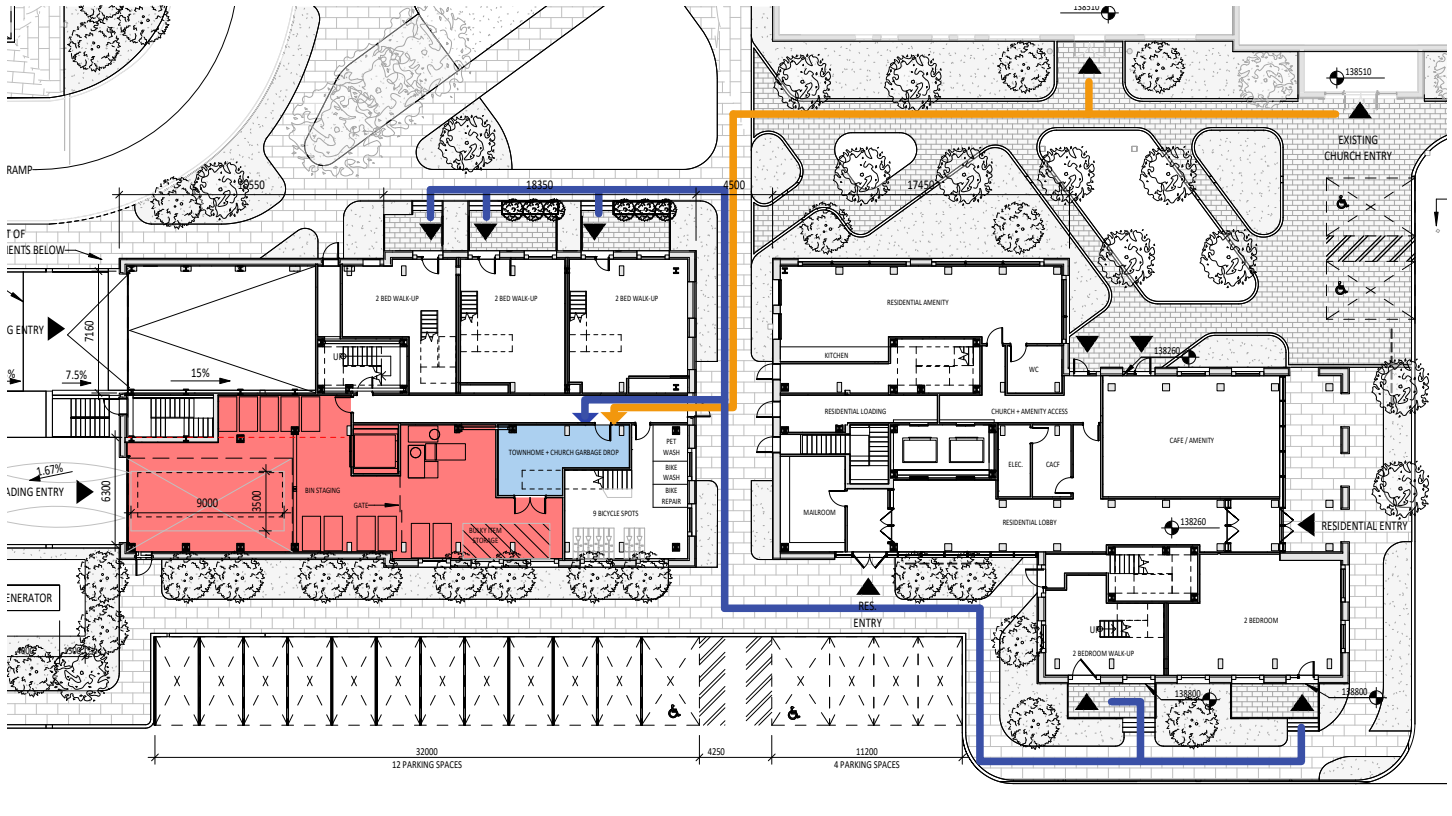 138510
138510
EXISTING
CHURCH ENTRY
RAMP
18350
4500
17450
T OF
ENTS BELOW
2 BED WALK-UP
2 BED WALK-UP
2 BED WALK-UP
RESIDENTIAL AMENITY
G ENTRY
7160
UP
KITCHEN
WC
138260
7.5%
15%
RESIDENTIAL LOADING
CHURCH + AMENITY ACCESS
CAFE / AMENITY
TOWNHOME + CHURCH GARBAGE DROP
PET
WASH
BIKE
WASH
BIKE
REPAIR
ELEC.
CACF
1.67%
ADING ENTRY
6300
9000
3500
BIN STAGING
GATE
9 BICYCLE SPOTS
BULKY ITEM
STORAGE
MAILROOM
RESIDENTIAL LOBBY
138260
RESIDENTIAL ENTRY
ENERATOR
RES.
ENTRY
UP
2 BEDROOM WALK-UP
2 BEDROOM
138800
138800
32000
12 PARKING SPACES
4250
11200
4 PARKING SPACES